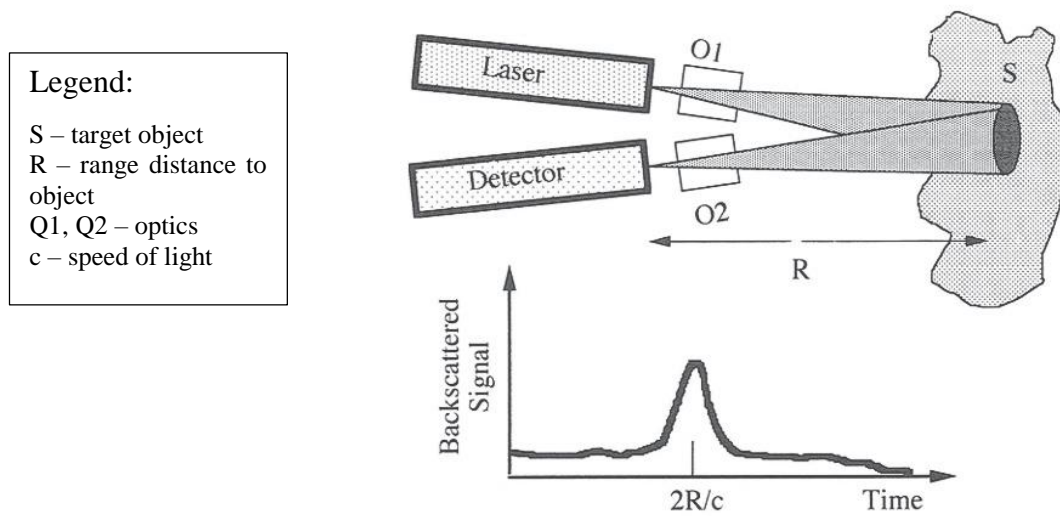 Legend:
S – target object
R – range distance to
object
Q1, Q2 – optics
c – speed of light
Laser
O1
S
Detector
O2
R
Backscattered
Signal
2R/c
Time